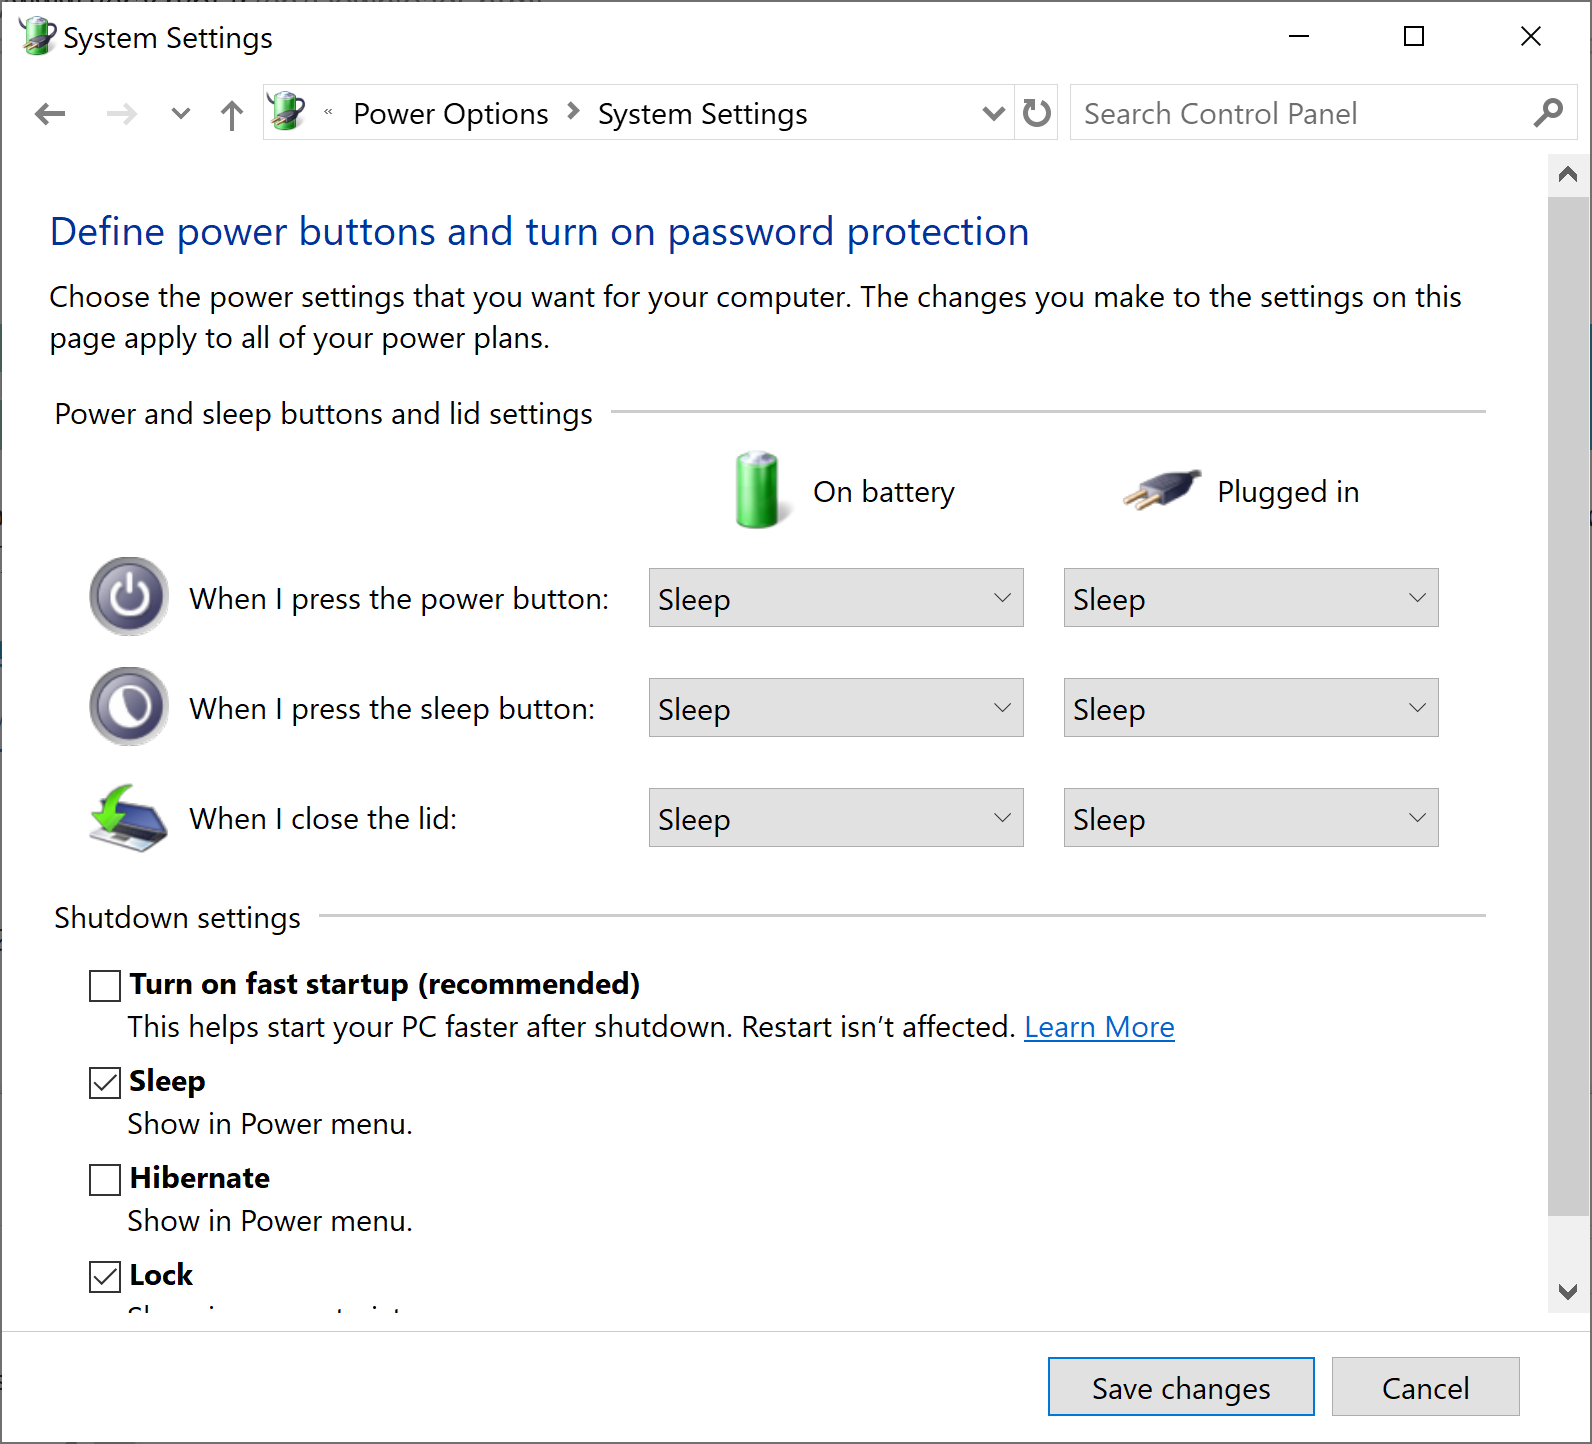 System Settings
« Power Options > System Settings
Search Control Panel
Define power buttons and turn on password protection
Choose the power settings that you want for your computer. The changes you make to the settings on this
page apply to all of your power plans.
Power and sleep buttons and lid settings
On battery
Plugged in
When I press the power button:
Sleep
Sleep
When I press the sleep button:
Sleep
Sleep
When I close the lid:
Sleep
Sleep
Shutdown settings
Turn on fast startup (recommended)
This helps start your PC faster after shutdown. Restart isn’t affected. Learn More
Sleep
Show in Power menu.
Hibernate
Show in Power menu.
Lock
Save changes
Cancel